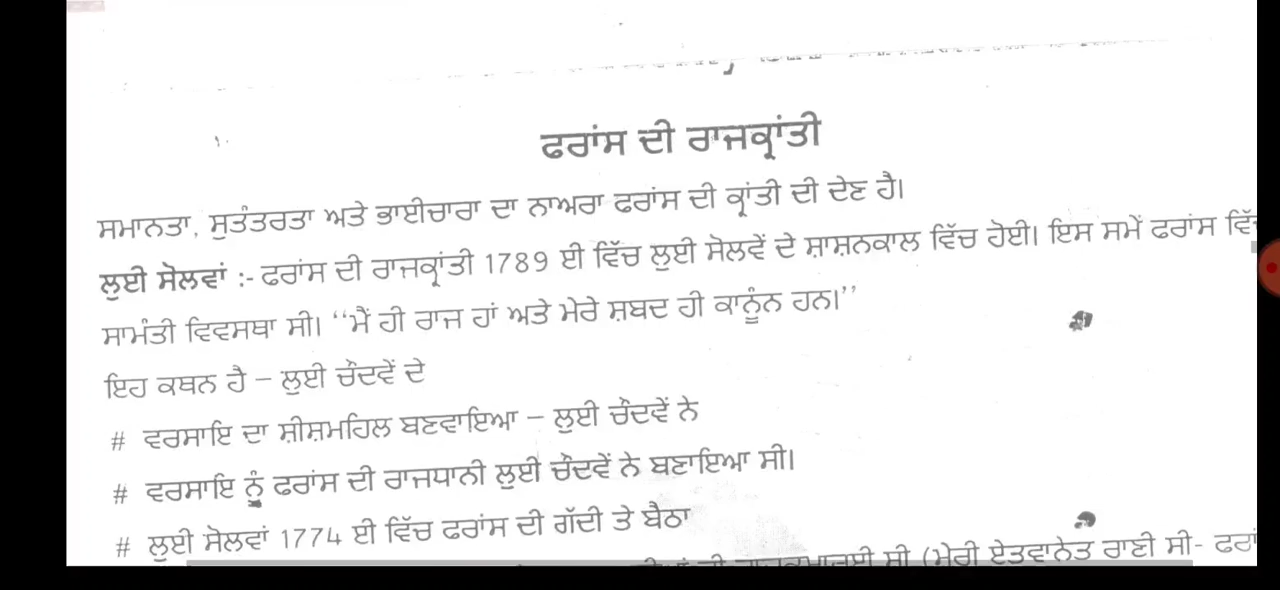 ਫਰਾਂਸ ਦੀ ਰਾਜਕ੍ਰਾਂਤੀ
ਸਮਾਨਤਾ, ਸੁਤੰਤਰਤਾ ਅਤੇ ਭਾਈਚਾਰਾ ਦਾ ਨਾਅਰਾ ਫਰਾਂਸ ਦੀ ਕ੍ਰਾਂਤੀ ਦੀ ਦੇਣ ਹੈ।
ਲੂਈ ਸੋਲਵਾਂ :- ਫਰਾਂਸ ਦੀ ਰਾਜਕ੍ਰਾਂਤੀ 1789 ਈ ਵਿੱਚ ਲੂਈ ਸੋਲਵੇਂ ਦੇ ਸ਼ਾਸ਼ਨਕਾਲ ਵਿੱਚ ਹੋਈ। ਇਸ ਸਮੇਂ ਫਰਾਂਸ
ਸਾਮੰਤੀ ਵਿਵਸਥਾ ਸੀ। ‘‘ਮੈਂ ਹੀ ਰਾਜ ਹਾਂ ਅਤੇ ਮੇਰੇ ਸ਼ਬਦ ਹੀ ਕਾਨੂੰਨ ਹਨ।’’
ਇਹ ਕਥਨ ਹੈ – ਲੂਈ ਚੌਦਵੇਂ ਦੇ
# ਵਰਸਾਇ ਦਾ ਸ਼ੀਸ਼ਮਹਿਲ ਬਣਵਾਇਆ – ਲੂਈ ਚੌਦਵੇਂ ਨੇ
# ਵਰਸਾਇ ਨੂੰ ਫਰਾਂਸ ਦੀ ਰਾਜਧਾਨੀ ਲੂਈ ਚੌਦਵੇਂ ਨੇ ਬਣਾਇਆ ਸੀ।
# ਲੂਈ ਸੋਲਵਾਂ 1774 ਈ ਵਿੱਚ ਫਰਾਂਸ ਦੀ ਗੱਦੀ ਤੇ ਬੈਠਾ
ਸੀ (ਮੇਰੀ ਏਤਵਾਨੇਤ ਰਾਣੀ ਸੀ-